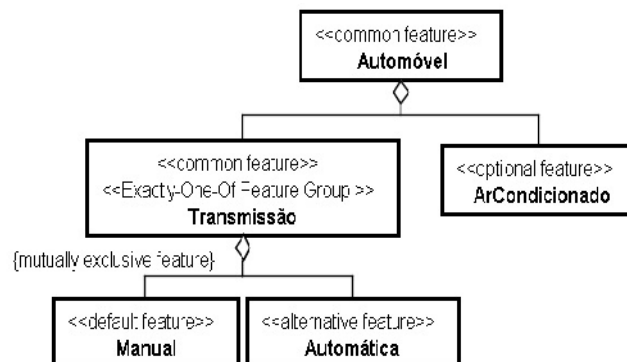 <<common feature>>
Automóvel
<<common feature>>
<<Exacty-One-Of Feature Group >>
Transmissão
<<optional feature>>
ArCondicionado
{mutually exclusive feature}
<<default feature>>
Manual
<<alternative feature>>
Automática